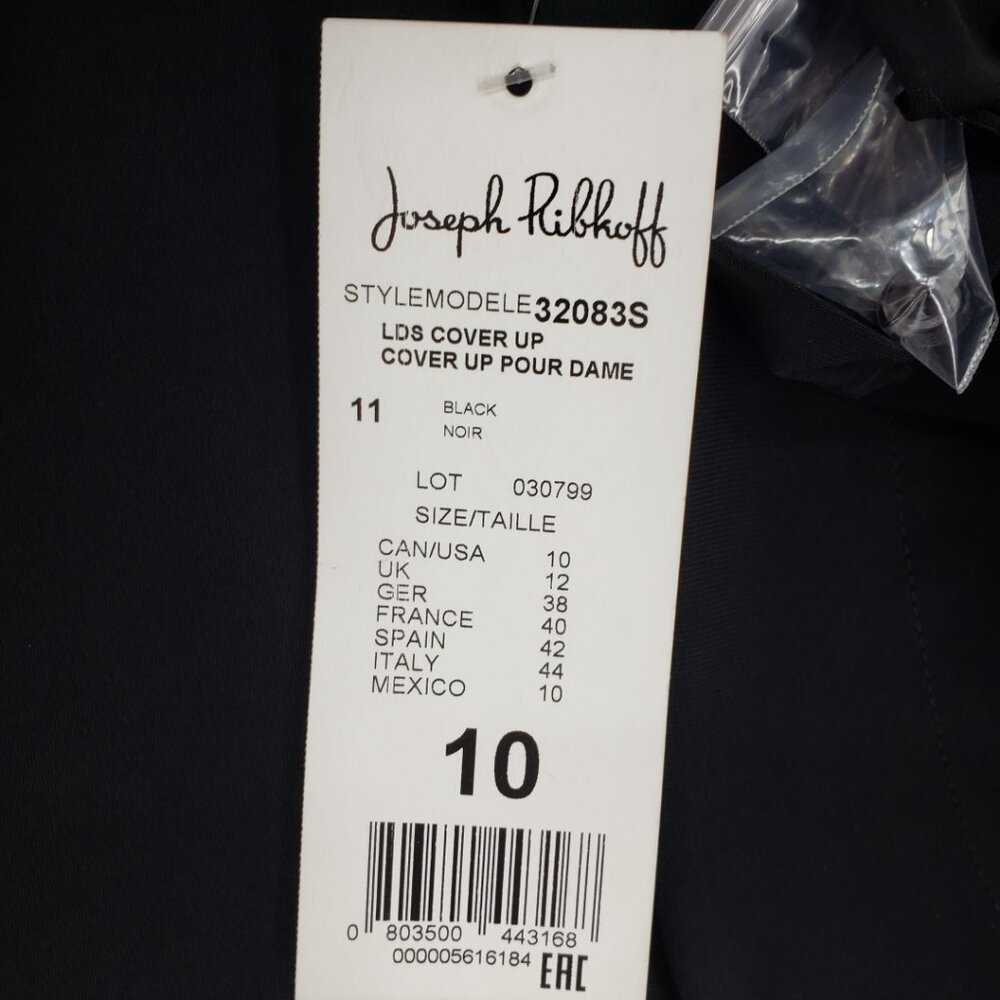 Joseph Ribkoff
STYLEMODELE 32083S
LDS COVER UP
COVER UP POUR DAME
11 BLACK
NOIR
LOT 030799
SIZE/TAILLE
CAN/USA 10
UK 12
GER 38
FRANCE 40
SPAIN 42
ITALY 44
MEXICO 10
10
0 803500 443168
000005616184 EAC